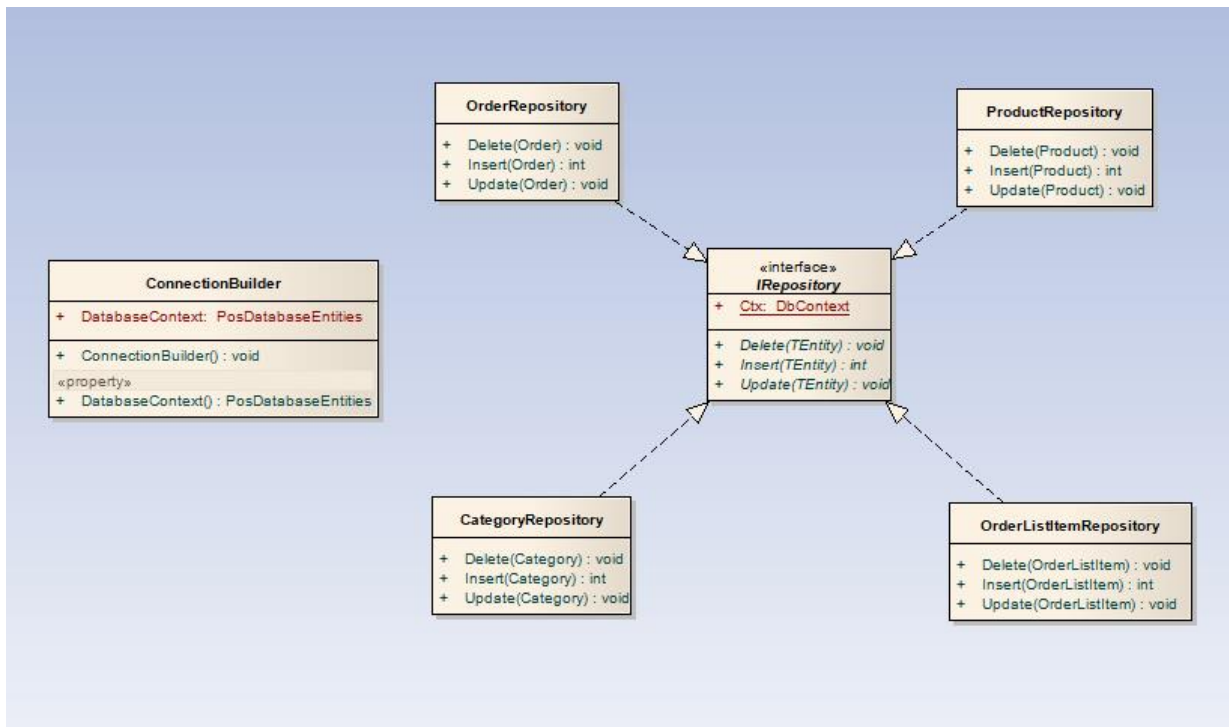 OrderRepository
+ Delete(Order) : void
+ Insert(Order) : int
+ Update(Order) : void
ProductRepository
+ Delete(Product) : void
+ Insert(Product) : int
+ Update(Product) : void
ConnectionBuilder
+ DatabaseContext: PosDatabaseEntities
+ ConnectionBuilder() : void
«property»
+ DatabaseContext() : PosDatabaseEntities
«interface»
IRepository
+ Ctx: DbContext
+ Delete(TEntity) : void
+ Insert(TEntity) : int
+ Update(TEntity) : void
CategoryRepository
+ Delete(Category) : void
+ Insert(Category) : int
+ Update(Category) : void
OrderListItemRepository
+ Delete(OrderListItem) : void
+ Insert(OrderListItem) : int
+ Update(OrderListItem) : void